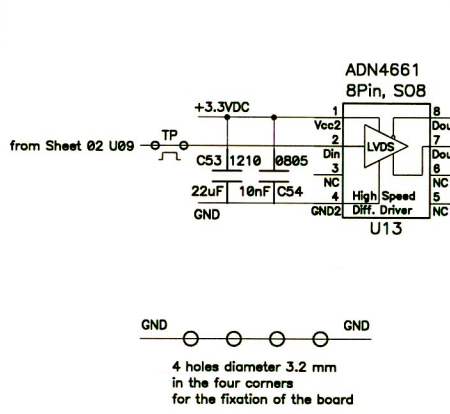 ADN4661
8Pin, SO8
+3.3VDC
1
8
Vcc2
TP
from Sheet 02 U09
2
LVDS
7
Din
C53
1210
0805
3
6
NC
NC
22uF
10nF
C54
4
High Speed
5
GND
GND2
Diff. Driver
NC
U13
GND
GND
4 holes diameter 3.2 mm
in the four corners
for the fixation of the board